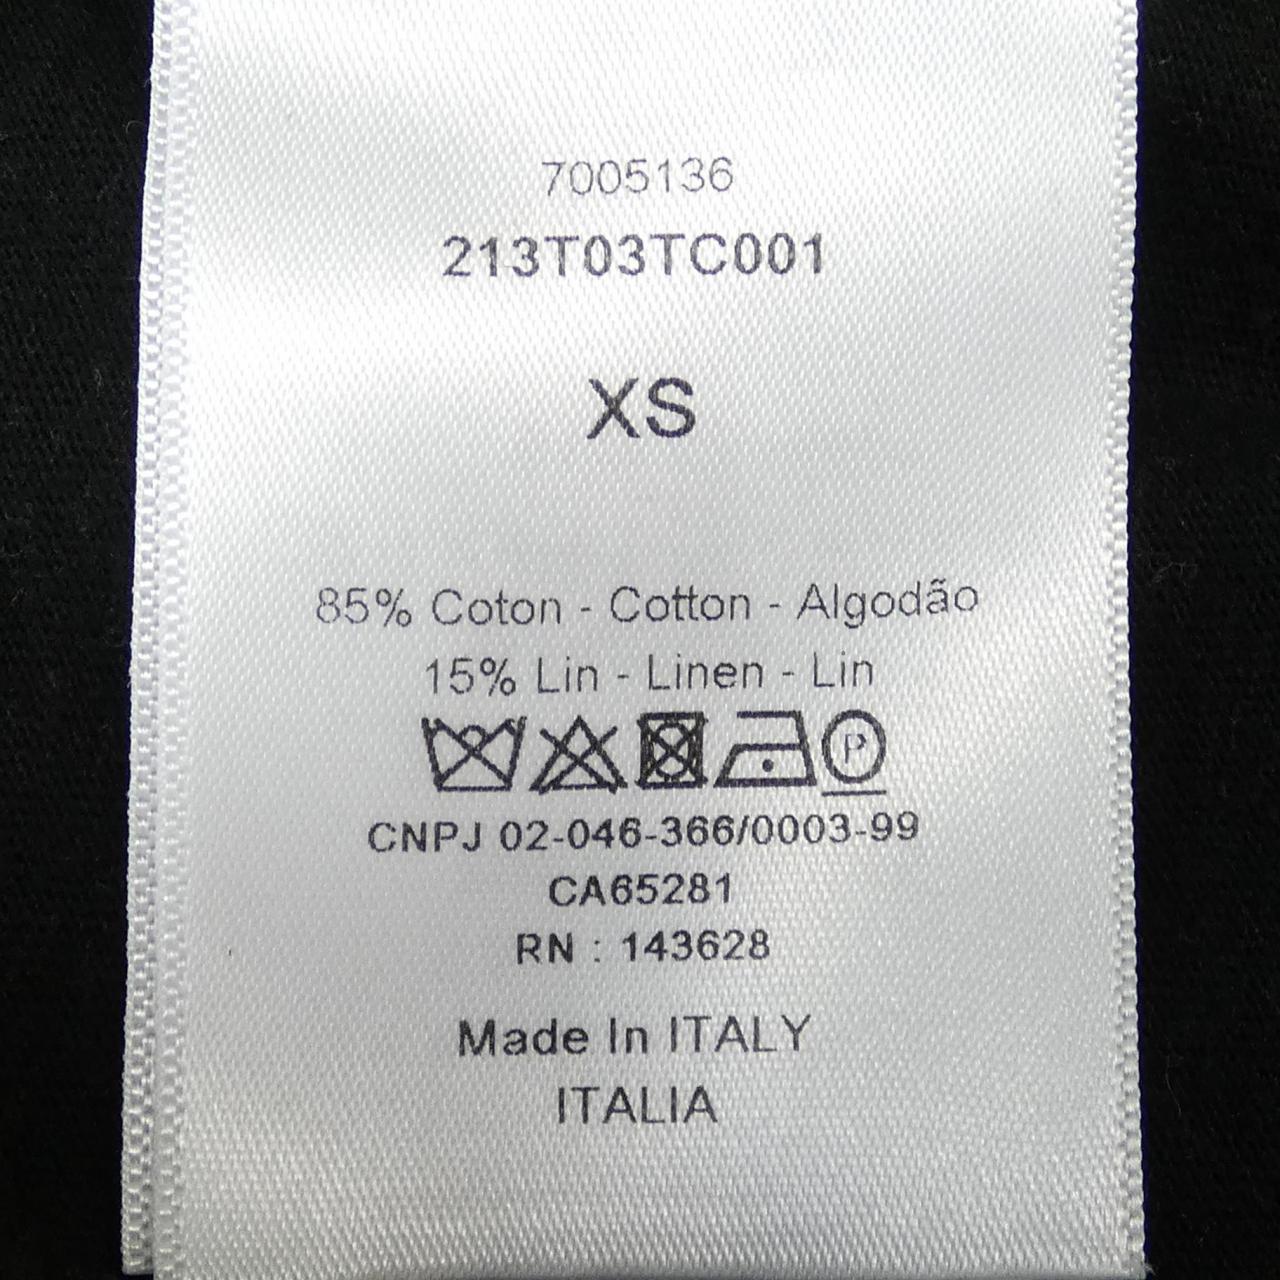 7005136
213T03TC001
XS
85% Coton - Cotton - Algodão
15% Lin - Linen - Lin
P
CNPJ 02-046-366/0003-99
CA65281
RN : 143628
Made In ITALY
ITALIA